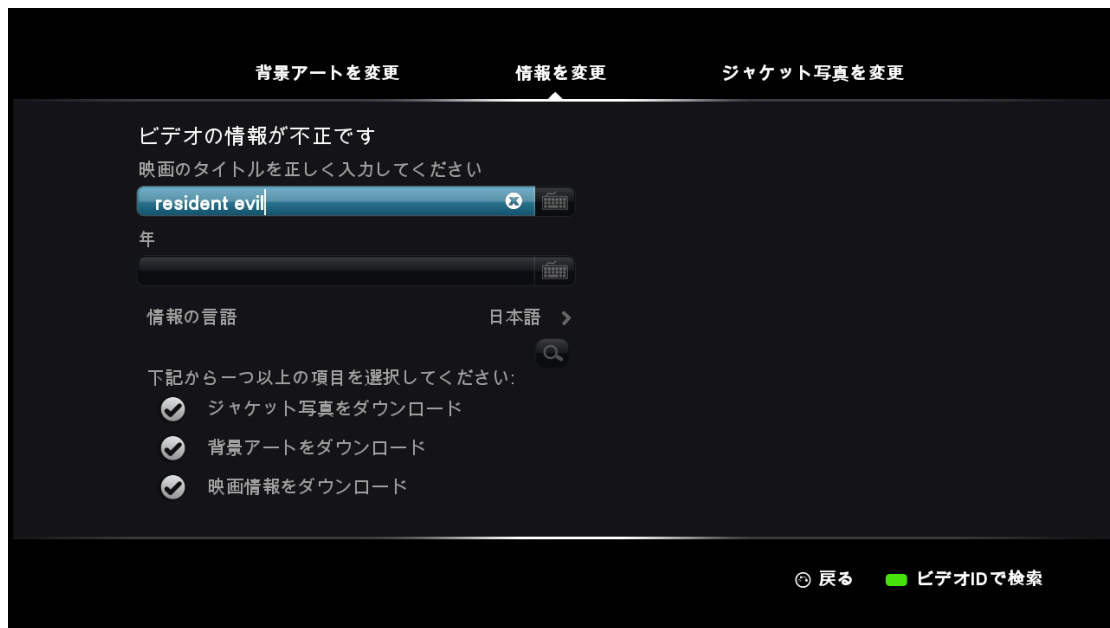 背景アートを変更 情報を変更 ジャケット写真を変更
ビデオの情報が不正です
映画のタイトルを正しく入力してください
resident evil
年
情報の言語 日本語
下記から一つ以上の項目を選択してください:
ジャケット写真をダウンロード
背景アートをダウンロード
映画情報をダウンロード
戻る ビデオIDで検索